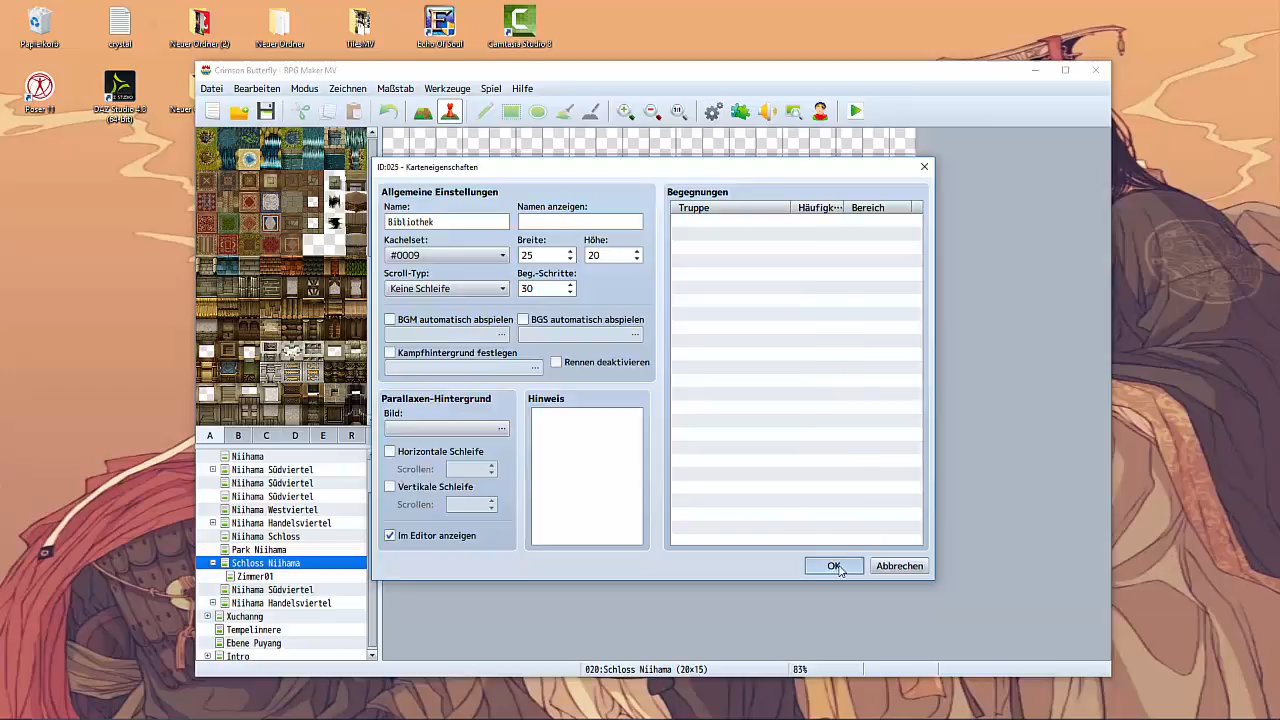 Papierkorb
crystal
Neuer Ordner (2)
Neuer Ordner
Echo Of Soul
Camtasia Studio 8
Poser 11
DAZ Studio 4.8 (64-bit)
Neuer
Crimson Butterfly - RPG Maker MV
Datei Bearbeiten Modus Zeichnen Maßstab Werkzeuge Spiel Hilfe
1:1
ID:025 - Karteneigenschaften
Allgemeine Einstellungen
Name: Namen anzeigen:
Bibliothek
Kachelset: Breite: Höhe:
#0009 25 20
Scroll-Typ: Beg.-Schritte:
Keine Schleife 30
BGM automatisch abspielen BGS automatisch abspielen
Kampfhintergrund festlegen
Rennen deaktivieren
Parallaxen-Hintergrund
Bild:
Horizontale Schleife
Scrollen:
Vertikale Schleife
Scrollen:
Im Editor anzeigen
Hinweis
Begegnungen
Truppe Häufigk··· Bereich
OK Abbrechen
A B C D E R
Niihama
Niihama Südviertel
Niihama Südviertel
Niihama Südviertel
Niihama Westviertel
Niihama Handelsviertel
Niihama Schloss
Park Niihama
Schloss Niihama
Zimmer01
Niihama Südviertel
Niihama Handelsviertel
Xuchanng
Tempelinnere
Ebene Puyang
Intro
020:Schloss Niihama (20×15) 83%